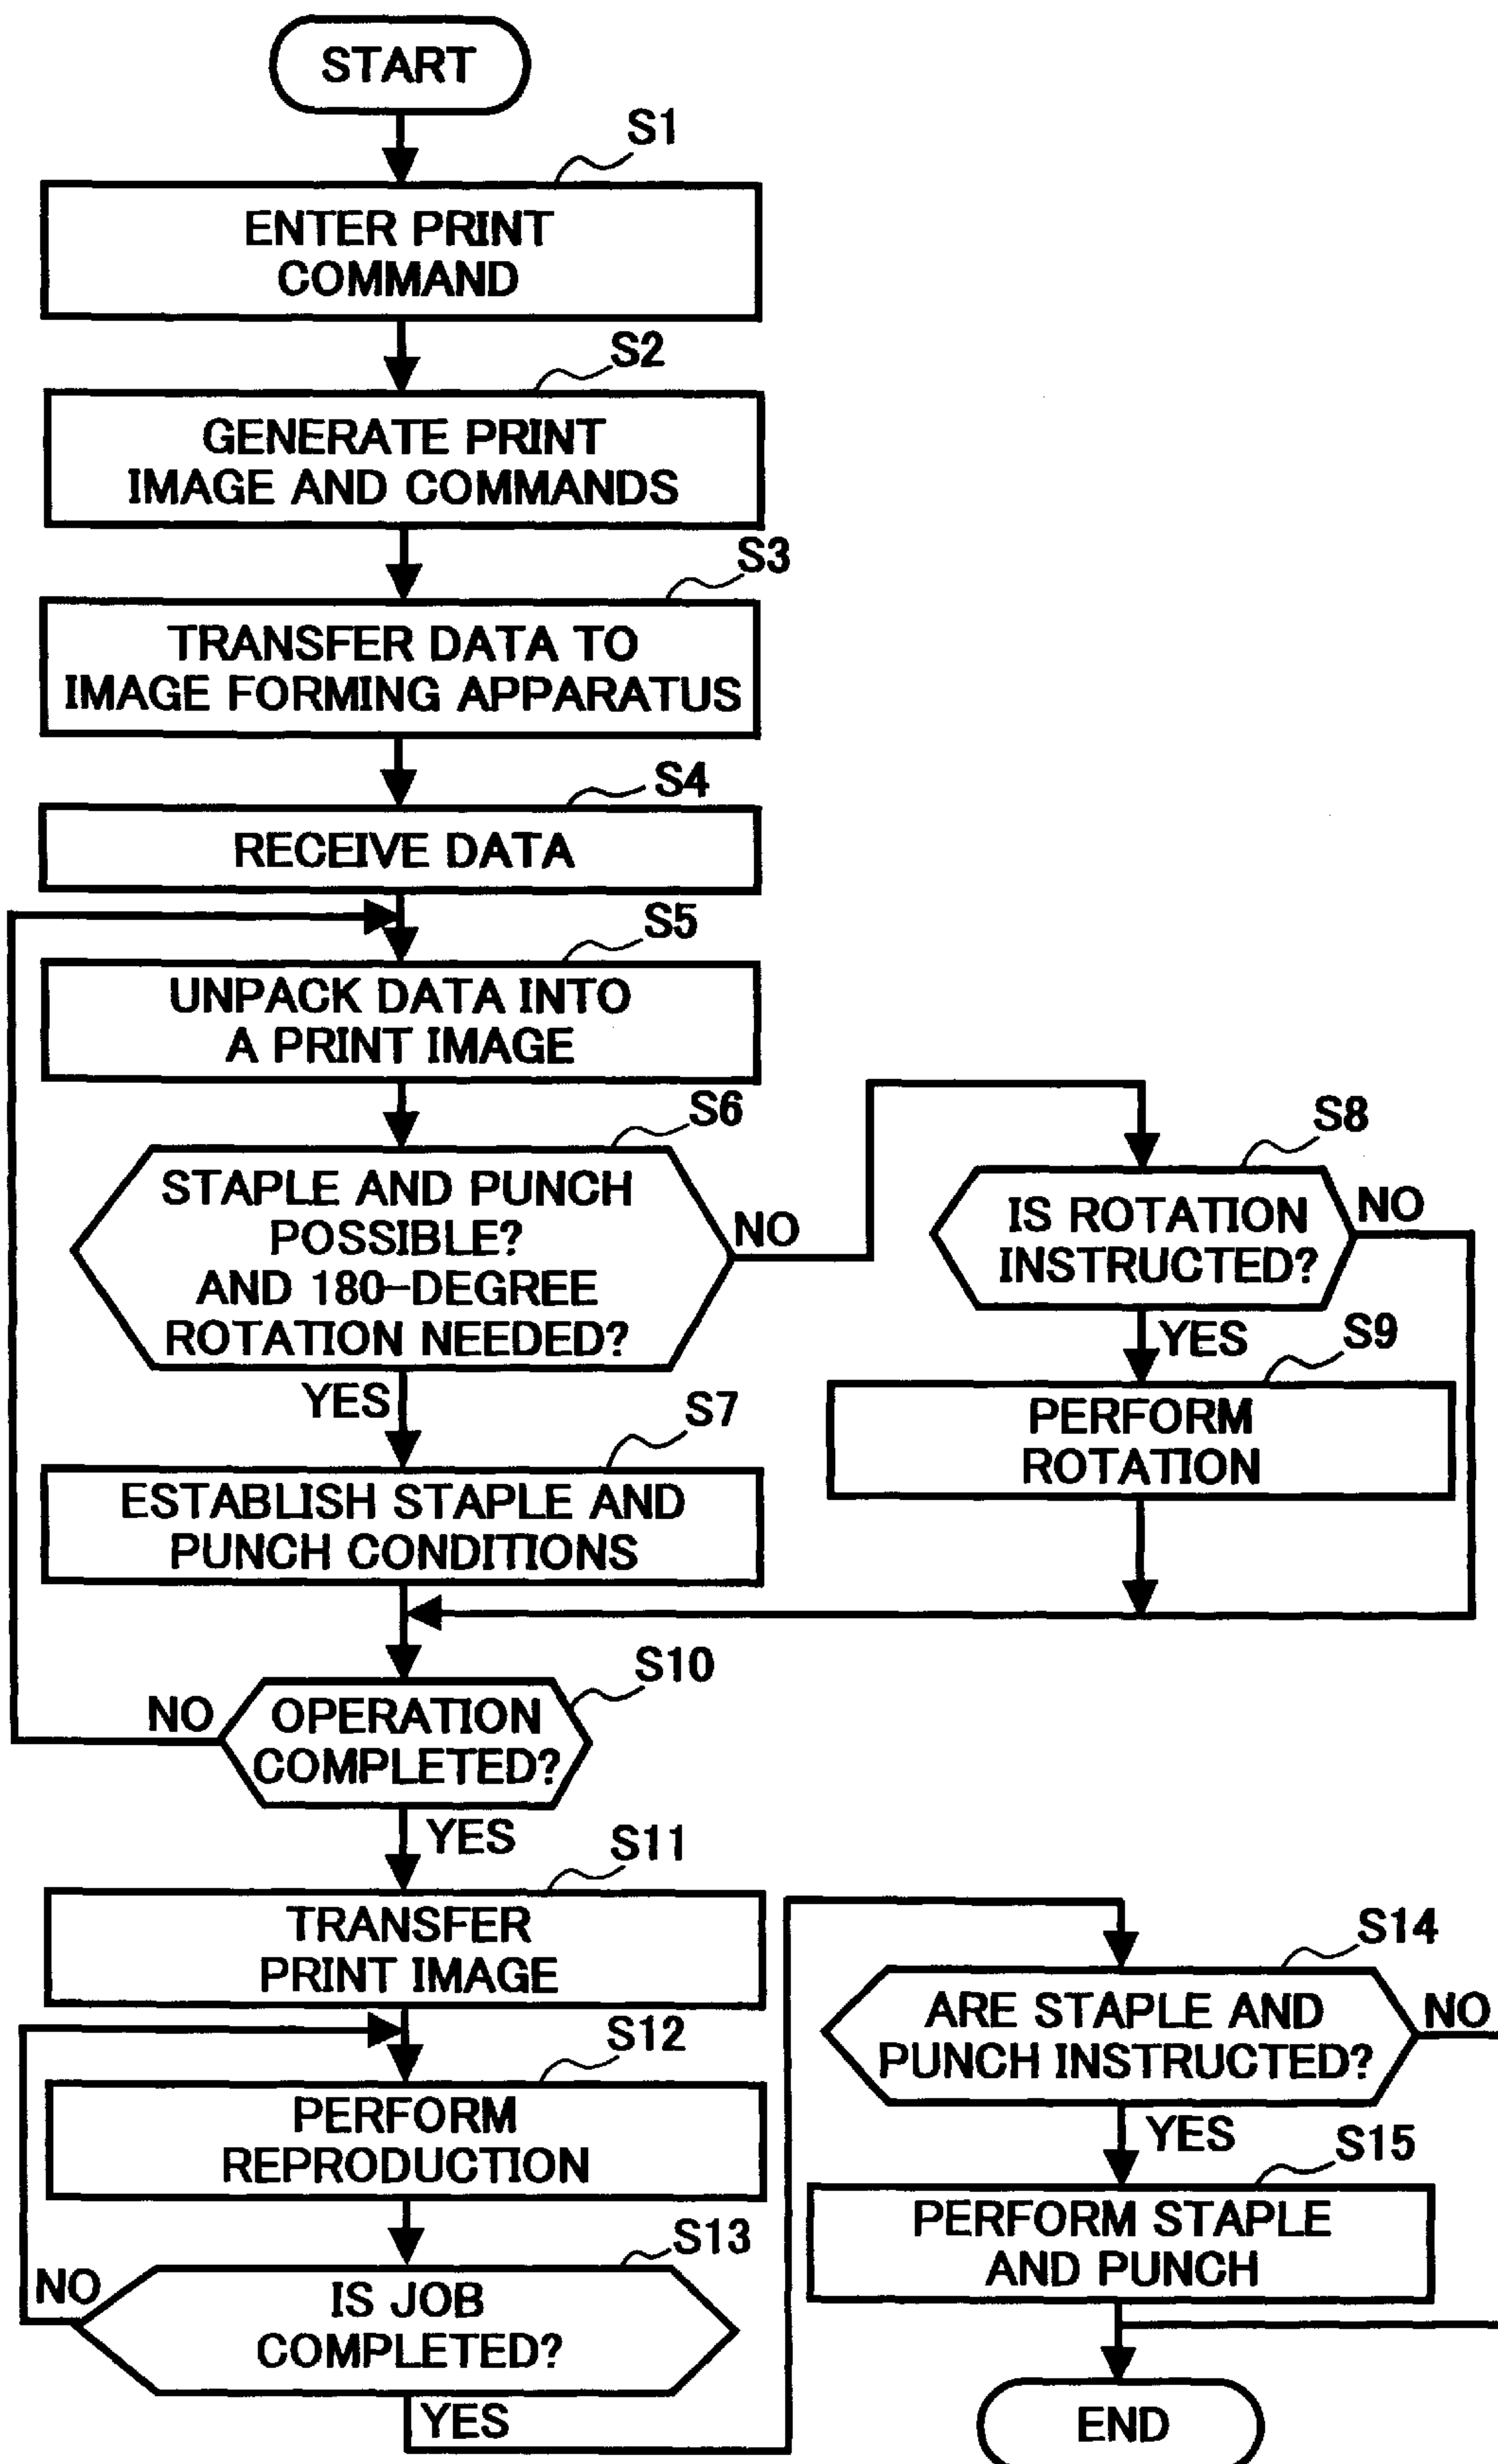 START
S1
ENTER PRINT
COMMAND
S2
GENERATE PRINT
IMAGE AND COMMANDS
S3
TRANSFER DATA TO
IMAGE FORMING APPARATUS
S4
RECEIVE DATA
S5
UNPACK DATA INTO
A PRINT IMAGE
S6
STAPLE AND PUNCH
POSSIBLE?
AND 180-DEGREE
ROTATION NEEDED?
NO
YES
S7
ESTABLISH STAPLE AND
PUNCH CONDITIONS
S8
IS ROTATION
INSTRUCTED?
NO
YES
S9
PERFORM
ROTATION
S10
OPERATION
COMPLETED?
NO
YES
S11
TRANSFER
PRINT IMAGE
S12
PERFORM
REPRODUCTION
S13
IS JOB
COMPLETED?
NO
YES
S14
ARE STAPLE AND
PUNCH INSTRUCTED?
NO
YES
S15
PERFORM STAPLE
AND PUNCH
END